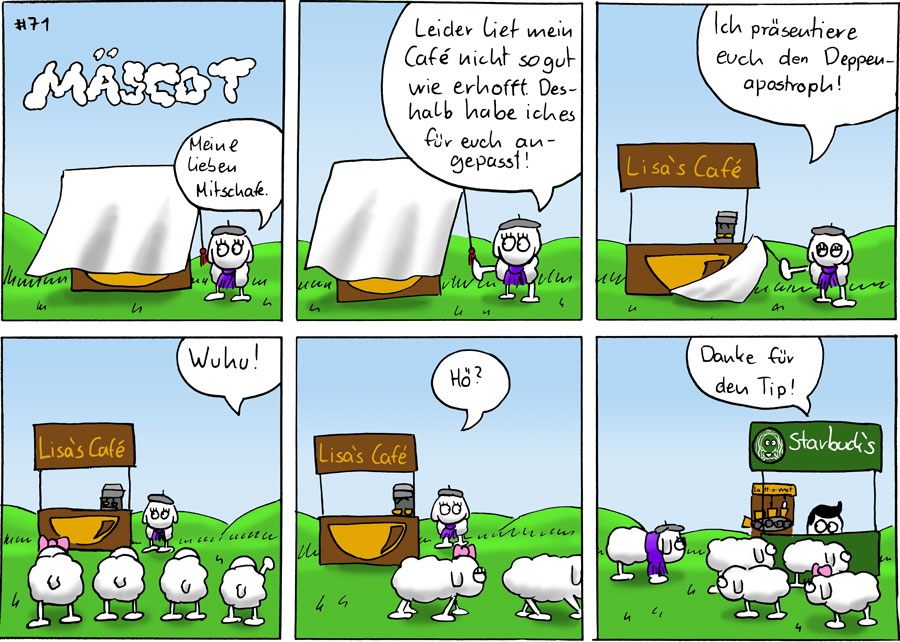 #71
MÄSCOT
Meine
lieben
Mitschafe.
Leider lief mein
Café nicht so gut
wie erhofft. Des-
halb habe ich es
für euch an-
gepasst!
Ich präsentiere
euch den Deppen-
apostroph!
Lisa`s Café
Wuhu!
Lisa`s Café
Hö?
Lisa`s Café
Danke für
den Tip!
Starbuck`s